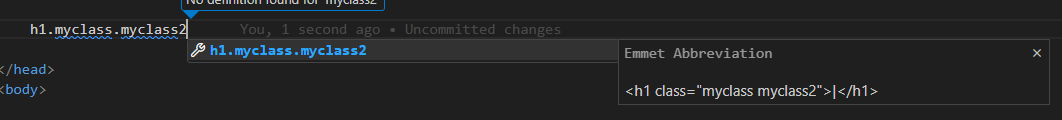 No definition found for 'myclass2'
h1.myclass.myclass2 You, 1 second ago • Uncommitted changes
h1.myclass.myclass2
Emmet Abbreviation ×
</head>
<body>
<h1 class="myclass myclass2">|</h1>